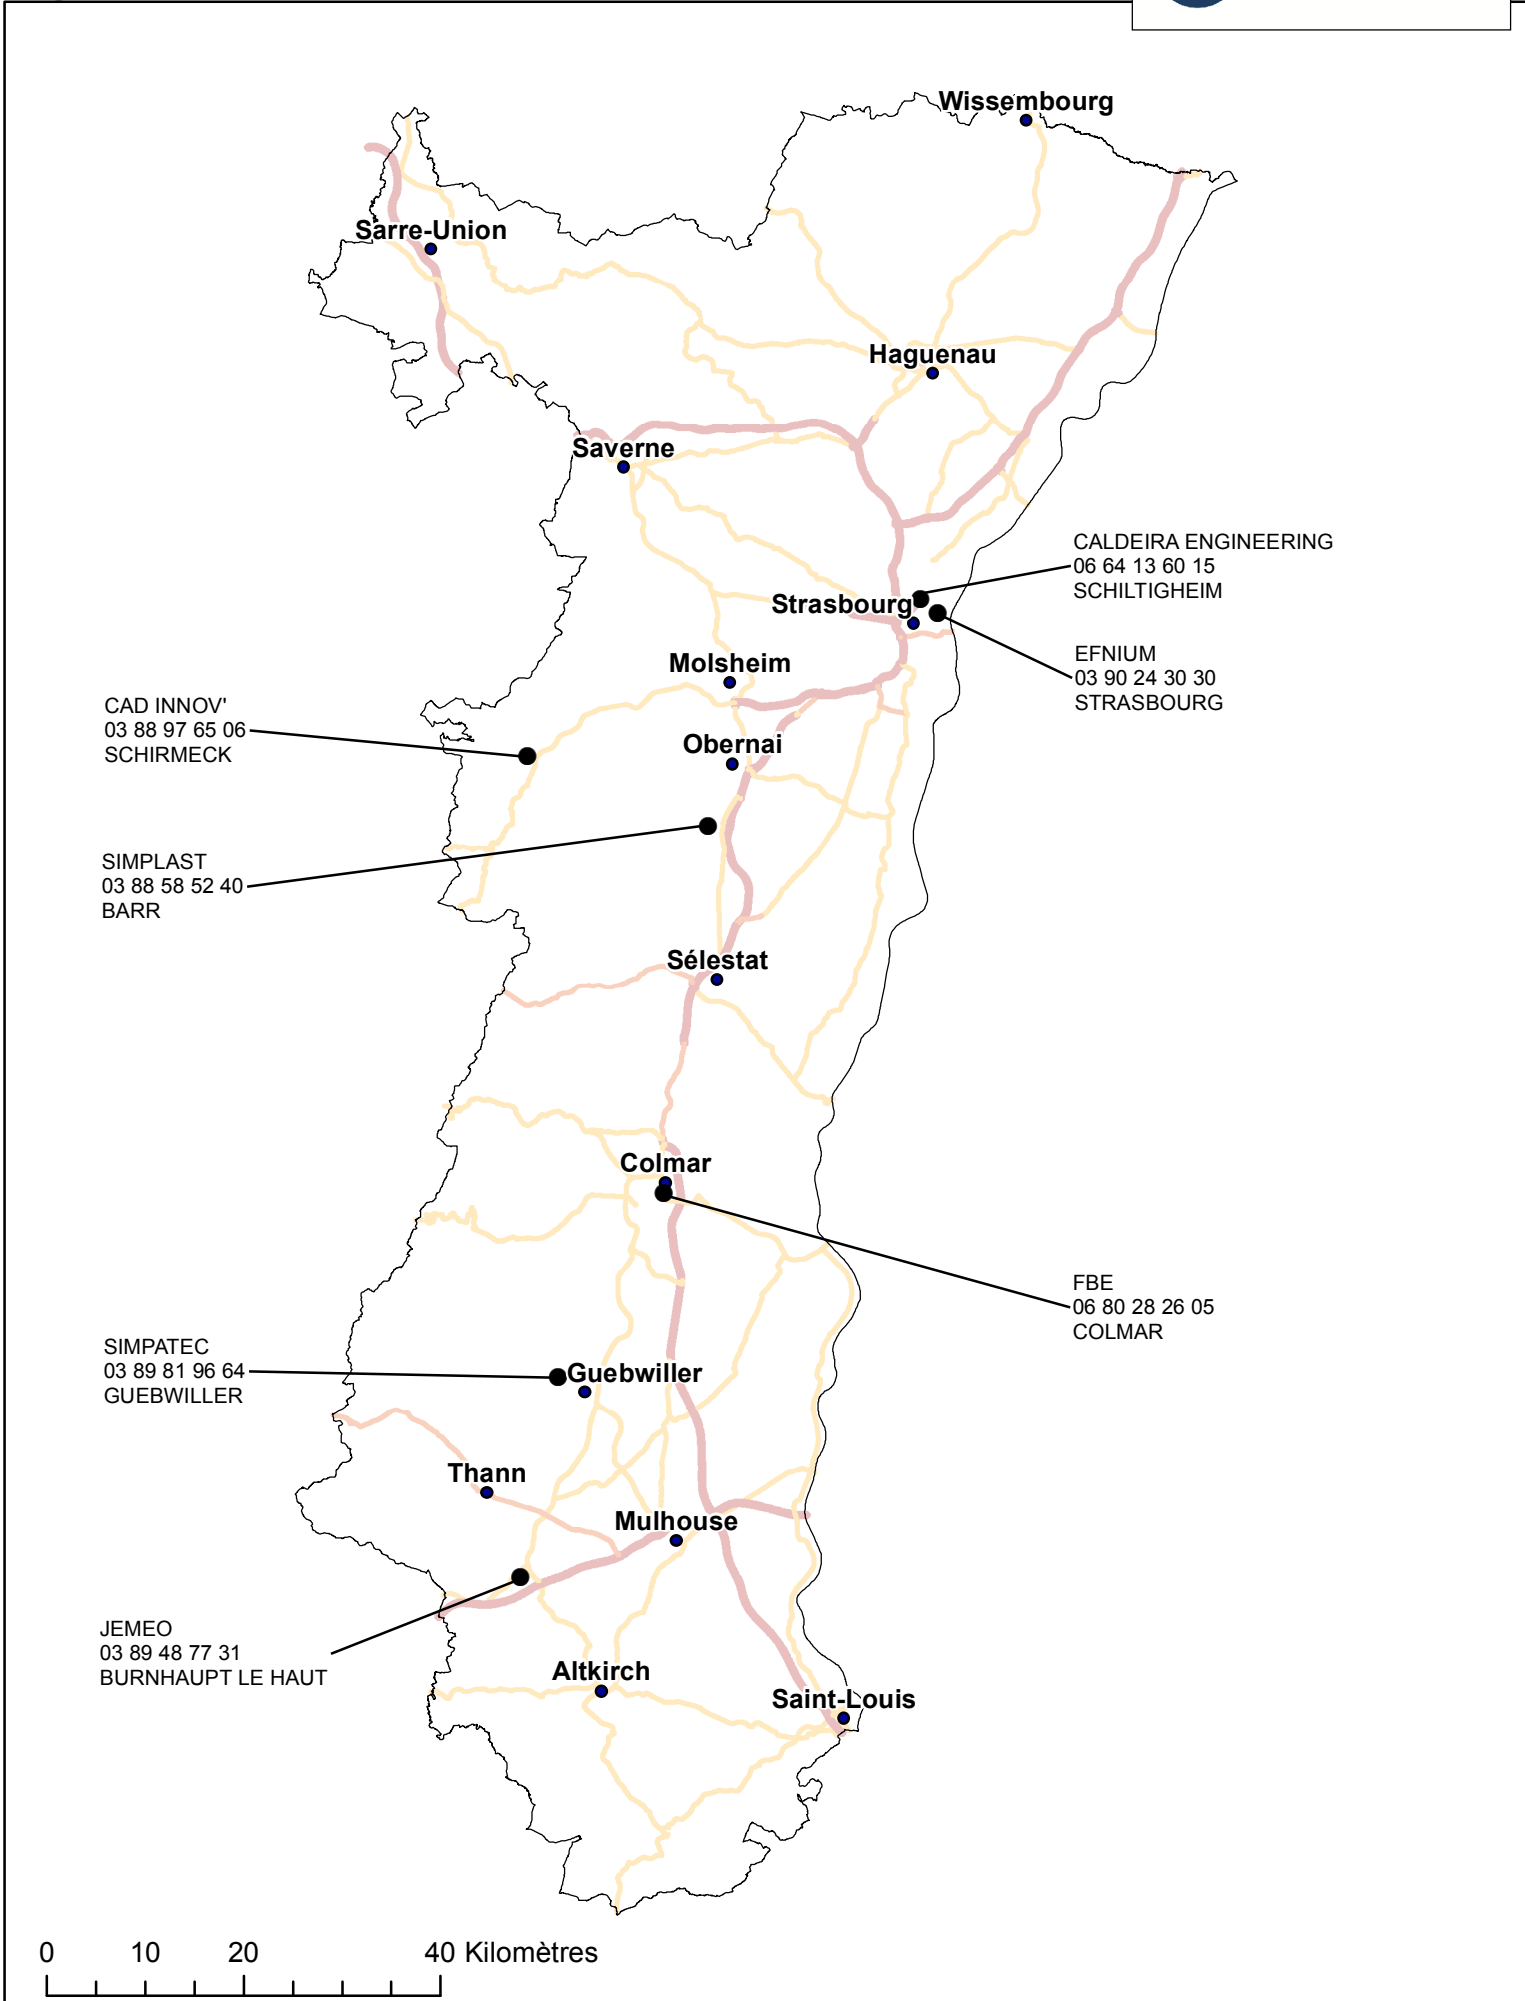 Wissembourg
Sarre-Union
Haguenau
Saverne
CALDEIRA ENGINEERING
06 64 13 60 15
SCHILTIGHEIM
Strasbourg
EFNIUM
03 90 24 30 30
STRASBOURG
Molsheim
CAD INNOV'
03 88 97 65 06
SCHIRMECK
Obernai
SIMPLAST
03 88 58 52 40
BARR
Sélestat
Colmar
FBE
06 80 28 26 05
COLMAR
SIMPATEC
03 89 81 96 64
GUEBWILLER
Guebwiller
Thann
Mulhouse
JEMEO
03 89 48 77 31
BURNHAUPT LE HAUT
Altkirch
Saint-Louis
0 10 20 40 Kilomètres